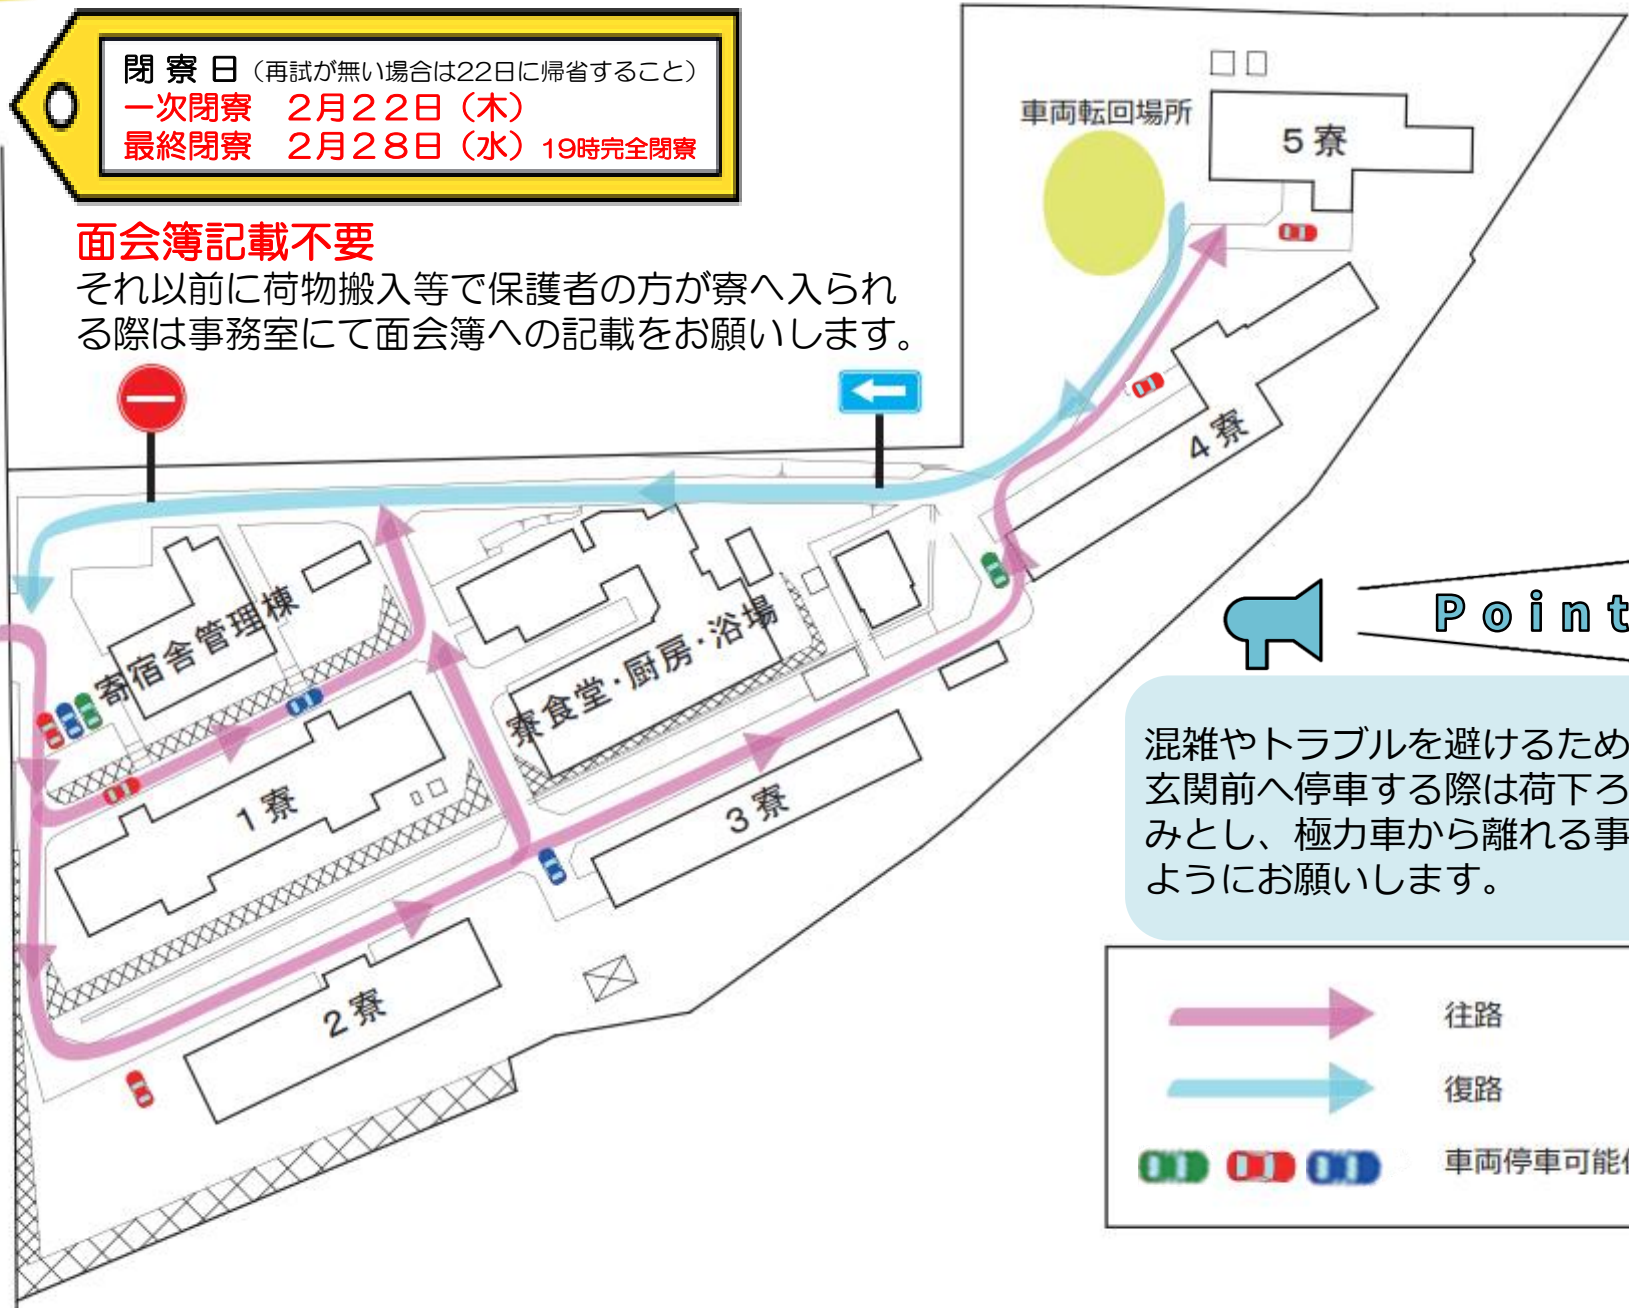 閉 寮 日（再試が無い場合は22日に帰省すること）
一次閉寮　２月２２日（木）
最終閉寮　２月２８日（水）19時完全閉寮
面会簿記載不要
それ以前に荷物搬入等で保護者の方が寮へ入られ
る際は事務室にて面会簿への記載をお願いします。
車両転回場所
5 寮
4 寮
寄宿舎管理棟
寮食堂・厨房・浴場
1 寮
3 寮
2 寮
Point
混雑やトラブルを避けるため
玄関前へ停車する際は荷下ろ
みとし、極力車から離れる事
ようにお願いします。
往路
復路
車両停車可能